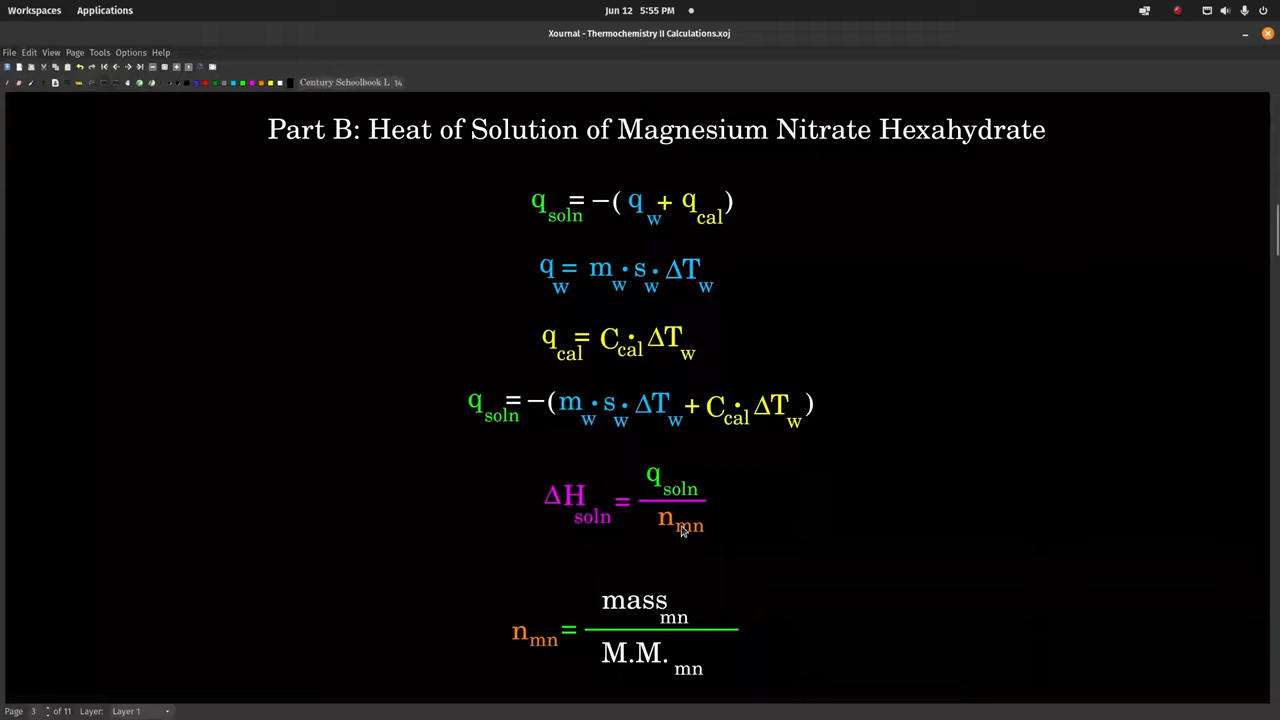 Workspaces Applications Jun 12 5:55 PM
Xournal - Thermochemistry II Calculations.xoj
File Edit View Page Tools Options Help
Century Schoolbook L 14
Part B: Heat of Solution of Magnesium Nitrate Hexahydrate
q soln = −( q w + q cal )
q w = m w · s w · ΔT w
q cal = C cal · ΔT w
q soln = −( m w · s w · ΔT w + C cal · ΔT w )
ΔH soln = q soln / n mn
n mn = mass mn / M.M. mn
Page 3 of 11 Layer: Layer 1